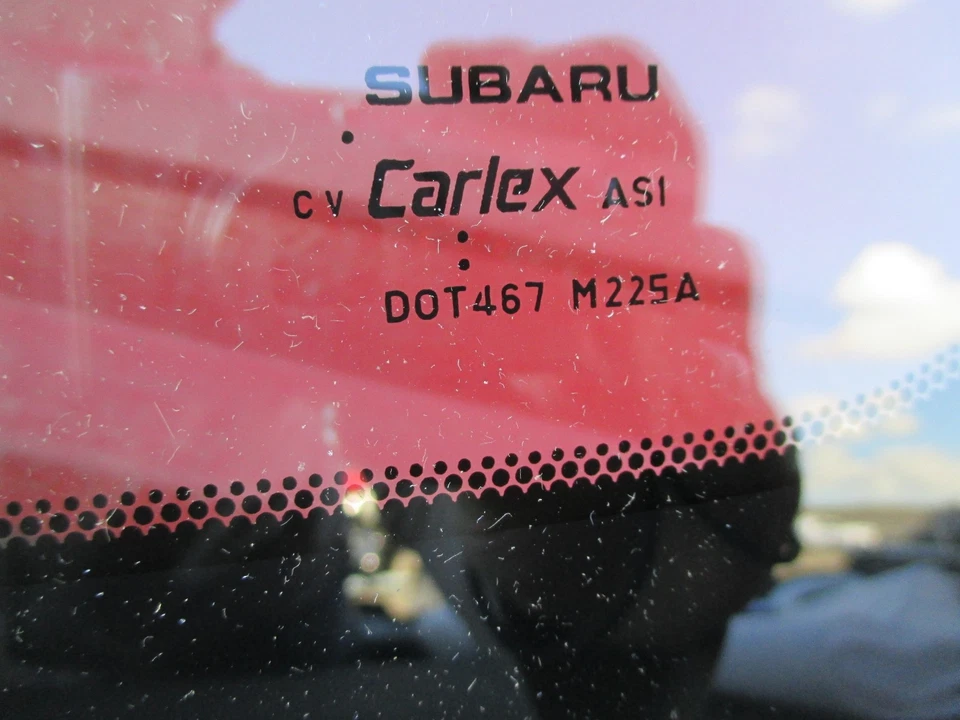 SUBARU
CV Carlex ASI
DOT467 M225A